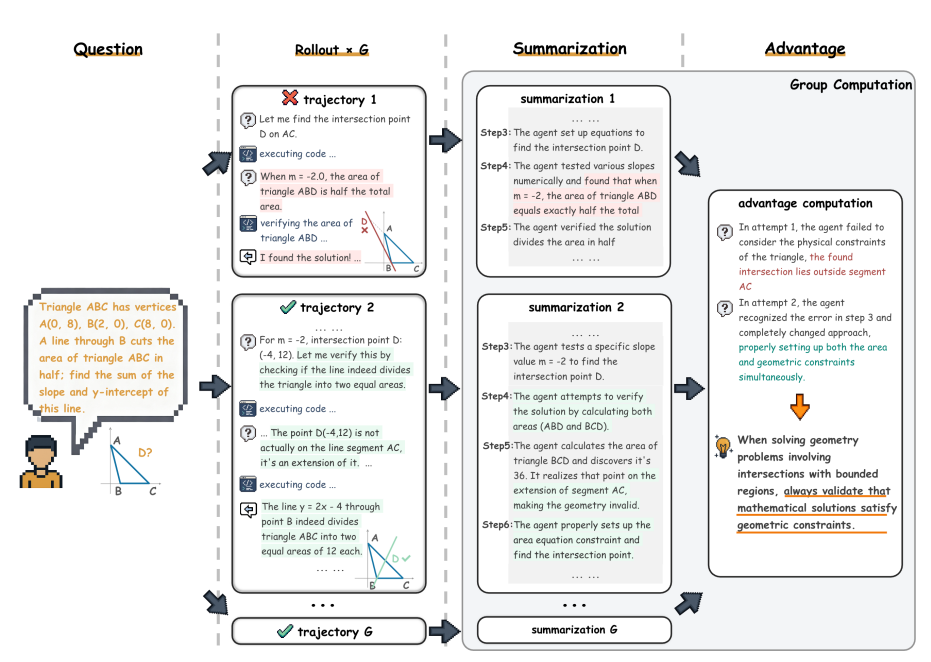 Question
Rollout × G
Summarization
Advantage
Group Computation
Triangle ABC has vertices
A(0, 8), B(2, 0), C(8, 0).
A line through B cuts the
area of triangle ABC in
half; find the sum of the
slope and y-intercept of
this line.
A
D?
B
C
trajectory 1
Let me find the intersection point
D on AC.
executing code ...
When m = -2.0, the area of
triangle ABD is half the total
area.
verifying the area of
triangle ABD ...
I found the solution! ...
D
A
B
C
trajectory 2
... ...
For m = -2, intersection point D:
(-4, 12). Let me verify this by
checking if the line indeed divides
the triangle into two equal areas.
executing code ...
... The point D(-4,12) is not
actually on the line segment AC,
it's an extension of it. ...
executing code ...
The line y = 2x - 4 through
point B indeed divides
triangle ABC into two
equal areas of 12 each.
... ...
A
D
B
C
...
trajectory G
summarization 1
... ...
Step3: The agent set up equations to
find the intersection point D.
Step4: The agent tested various slopes
numerically and found that when
m = -2, the area of triangle ABD
equals exactly half the total
Step5: The agent verified the solution
divides the area in half
... ...
summarization 2
... ...
Step3: The agent tests a specific slope
value m = -2 to find the
intersection point D.
Step4: The agent attempts to verify
the solution by calculating both
areas (ABD and BCD).
Step5: The agent calculates the area of
triangle BCD and discovers it's
36. It realizes that point on the
extension of segment AC,
making the geometry invalid.
Step6: The agent properly sets up the
area equation constraint and
find the intersection point.
... ...
...
summarization G
advantage computation
In attempt 1, the agent failed to
consider the physical constraints
of the triangle, the found
intersection lies outside segment
AC
In attempt 2, the agent
recognized the error in step 3 and
completely changed approach,
properly setting up both the area
and geometric constraints
simultaneously.
When solving geometry
problems involving
intersections with bounded
regions, always validate that
mathematical solutions satisfy
geometric constraints.